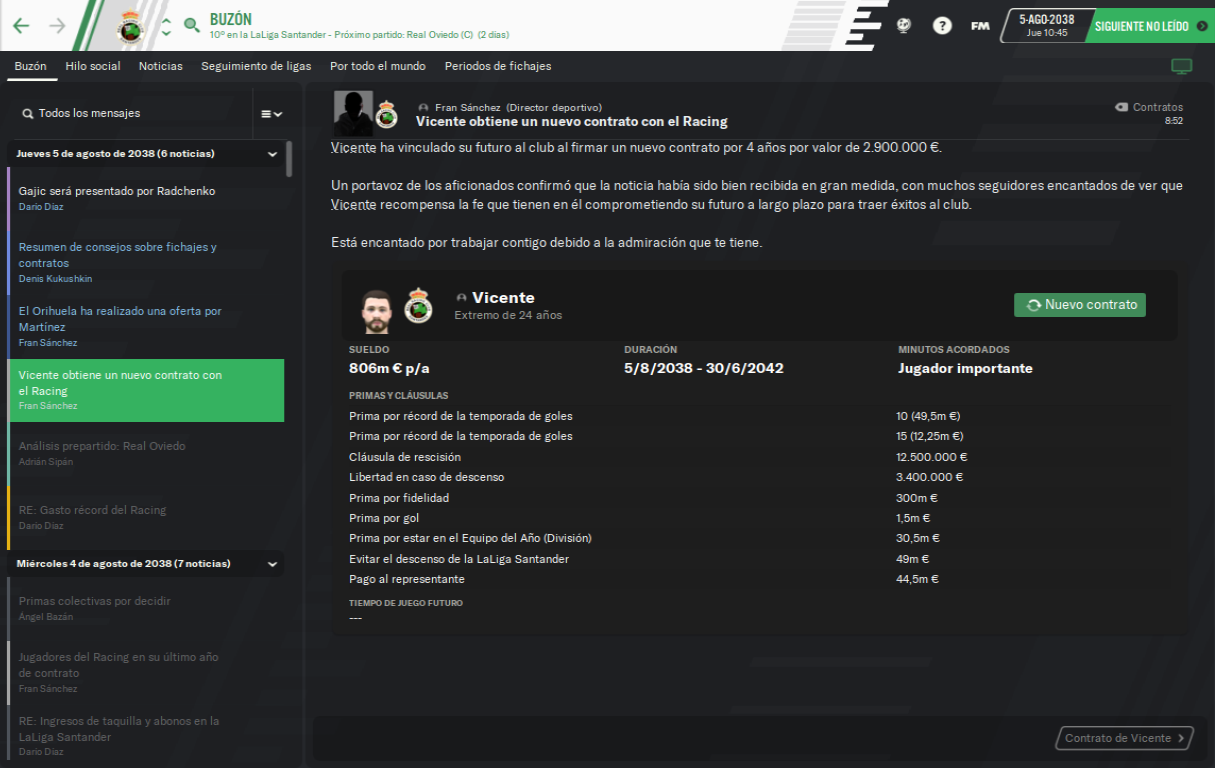 BUZÓN
10º en la LaLiga Santander - Próximo partido: Real Oviedo (C) (2 días)
?
FM
5-AGO-2038
Jue 10:45
SIGUIENTE NO LEÍDO
Buzón
Hilo social
Noticias
Seguimiento de ligas
Por todo el mundo
Periodos de fichajes
Todos los mensajes
Jueves 5 de agosto de 2038 (6 noticias)
Gajic será presentado por Radchenko
Darío Díaz
Resumen de consejos sobre fichajes y
contratos
Denis Kukushkin
El Orihuela ha realizado una oferta por
Martínez
Fran Sánchez
Vicente obtiene un nuevo contrato con
el Racing
Fran Sánchez
Análisis prepartido: Real Oviedo
Adrián Sipán
RE: Gasto récord del Racing
Darío Díaz
Miércoles 4 de agosto de 2038 (7 noticias)
Primas colectivas por decidir
Ángel Bazán
Jugadores del Racing en su último año
de contrato
Fran Sánchez
RE: Ingresos de taquilla y abonos en la
LaLiga Santander
Darío Díaz
Fran Sánchez (Director deportivo)
Vicente obtiene un nuevo contrato con el Racing
Contratos
8:52
Vicente ha vinculado su futuro al club al firmar un nuevo contrato por 4 años por valor de 2.900.000 €.
Un portavoz de los aficionados confirmó que la noticia había sido bien recibida en gran medida, con muchos seguidores encantados de ver que
Vicente recompensa la fe que tienen en él comprometiendo su futuro a largo plazo para traer éxitos al club.
Está encantado por trabajar contigo debido a la admiración que te tiene.
Vicente
Extremo de 24 años
Nuevo contrato
SUELDO
DURACIÓN
MINUTOS ACORDADOS
806m € p/a
5/8/2038 - 30/6/2042
Jugador importante
PRIMAS Y CLÁUSULAS
Prima por récord de la temporada de goles 10 (49,5m €)
Prima por récord de la temporada de goles 15 (12,25m €)
Cláusula de rescisión 12.500.000 €
Libertad en caso de descenso 3.400.000 €
Prima por fidelidad 300m €
Prima por gol 1,5m €
Prima por estar en el Equipo del Año (División) 30,5m €
Evitar el descenso de la LaLiga Santander 49m €
Pago al representante 44,5m €
TIEMPO DE JUEGO FUTURO
---
Contrato de Vicente